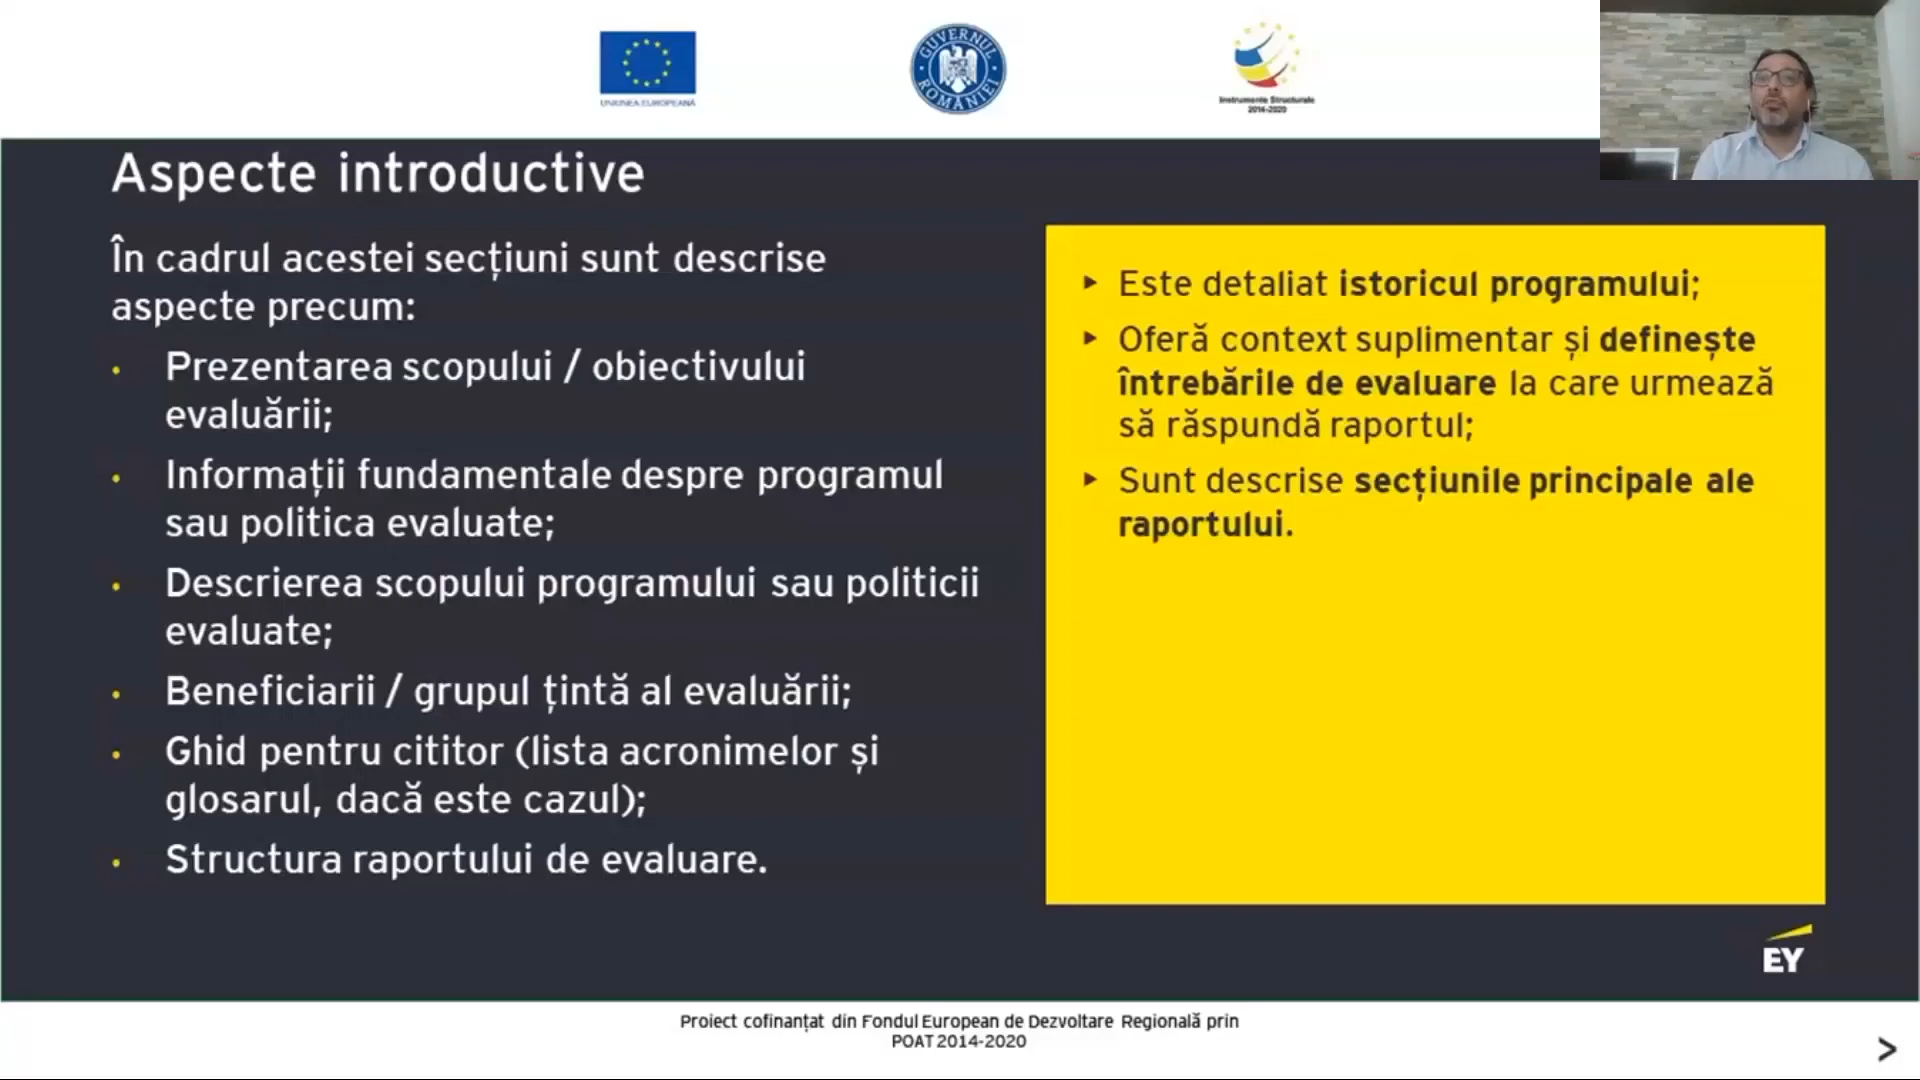 UNIUNEA EUROPEANĂ
GUVERNUL ROMÂNIEI
Instrumente Structurale
2014-2020
Aspecte introductive
În cadrul acestei secțiuni sunt descrise
aspecte precum:
• Prezentarea scopului / obiectivului
evaluării;
• Informații fundamentale despre programul
sau politica evaluate;
• Descrierea scopului programului sau politicii
evaluate;
• Beneficiarii / grupul țintă al evaluării;
• Ghid pentru cititor (lista acronimelor și
glosarul, dacă este cazul);
• Structura raportului de evaluare.
Este detaliat istoricul programului;
Oferă context suplimentar și definește
întrebările de evaluare la care urmează
să răspundă raportul;
Sunt descrise secțiunile principale ale
raportului.
EY
Proiect cofinanțat din Fondul European de Dezvoltare Regională prin
POAT 2014-2020
>